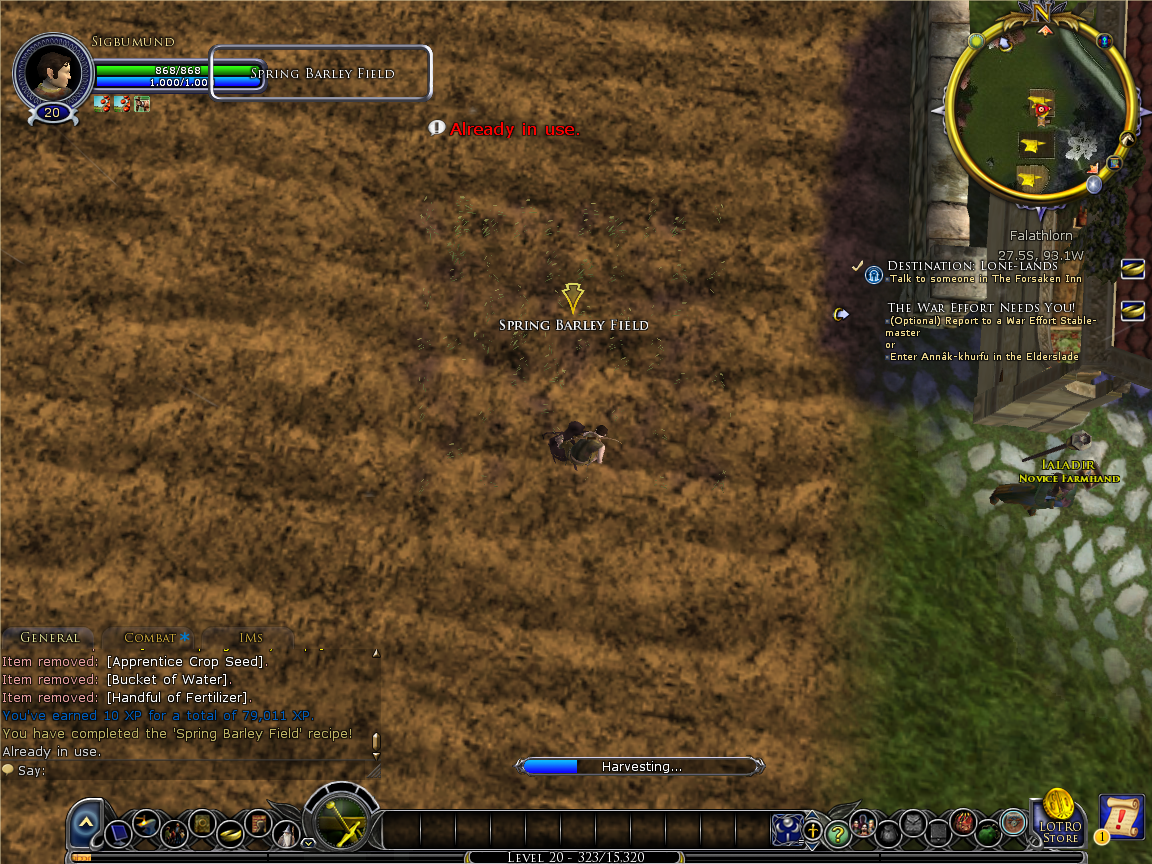 Sigbumund
868/868
1.000/1.00
20
Spring Barley Field
Already in use.
N
Falathlorn
27.5S, 93.1W
Destination: Lone-lands
Talk to someone in The Forsaken Inn
The War Effort Needs You!
(Optional) Report to a War Effort Stable-
master
or
Enter Annâk-khurfu in the Elderslade
Spring Barley Field
Novice Farmhand
General
Combat
IMs
Item removed: [Apprentice Crop Seed].
Item removed: [Bucket of Water].
Item removed: [Handful of Fertilizer].
You've earned 10 XP for a total of 79,011 XP.
You have completed the 'Spring Barley Field' recipe!
Already in use.
Say:
Harvesting...
LOTRO
Store
1
Level 20 - 323/15,320